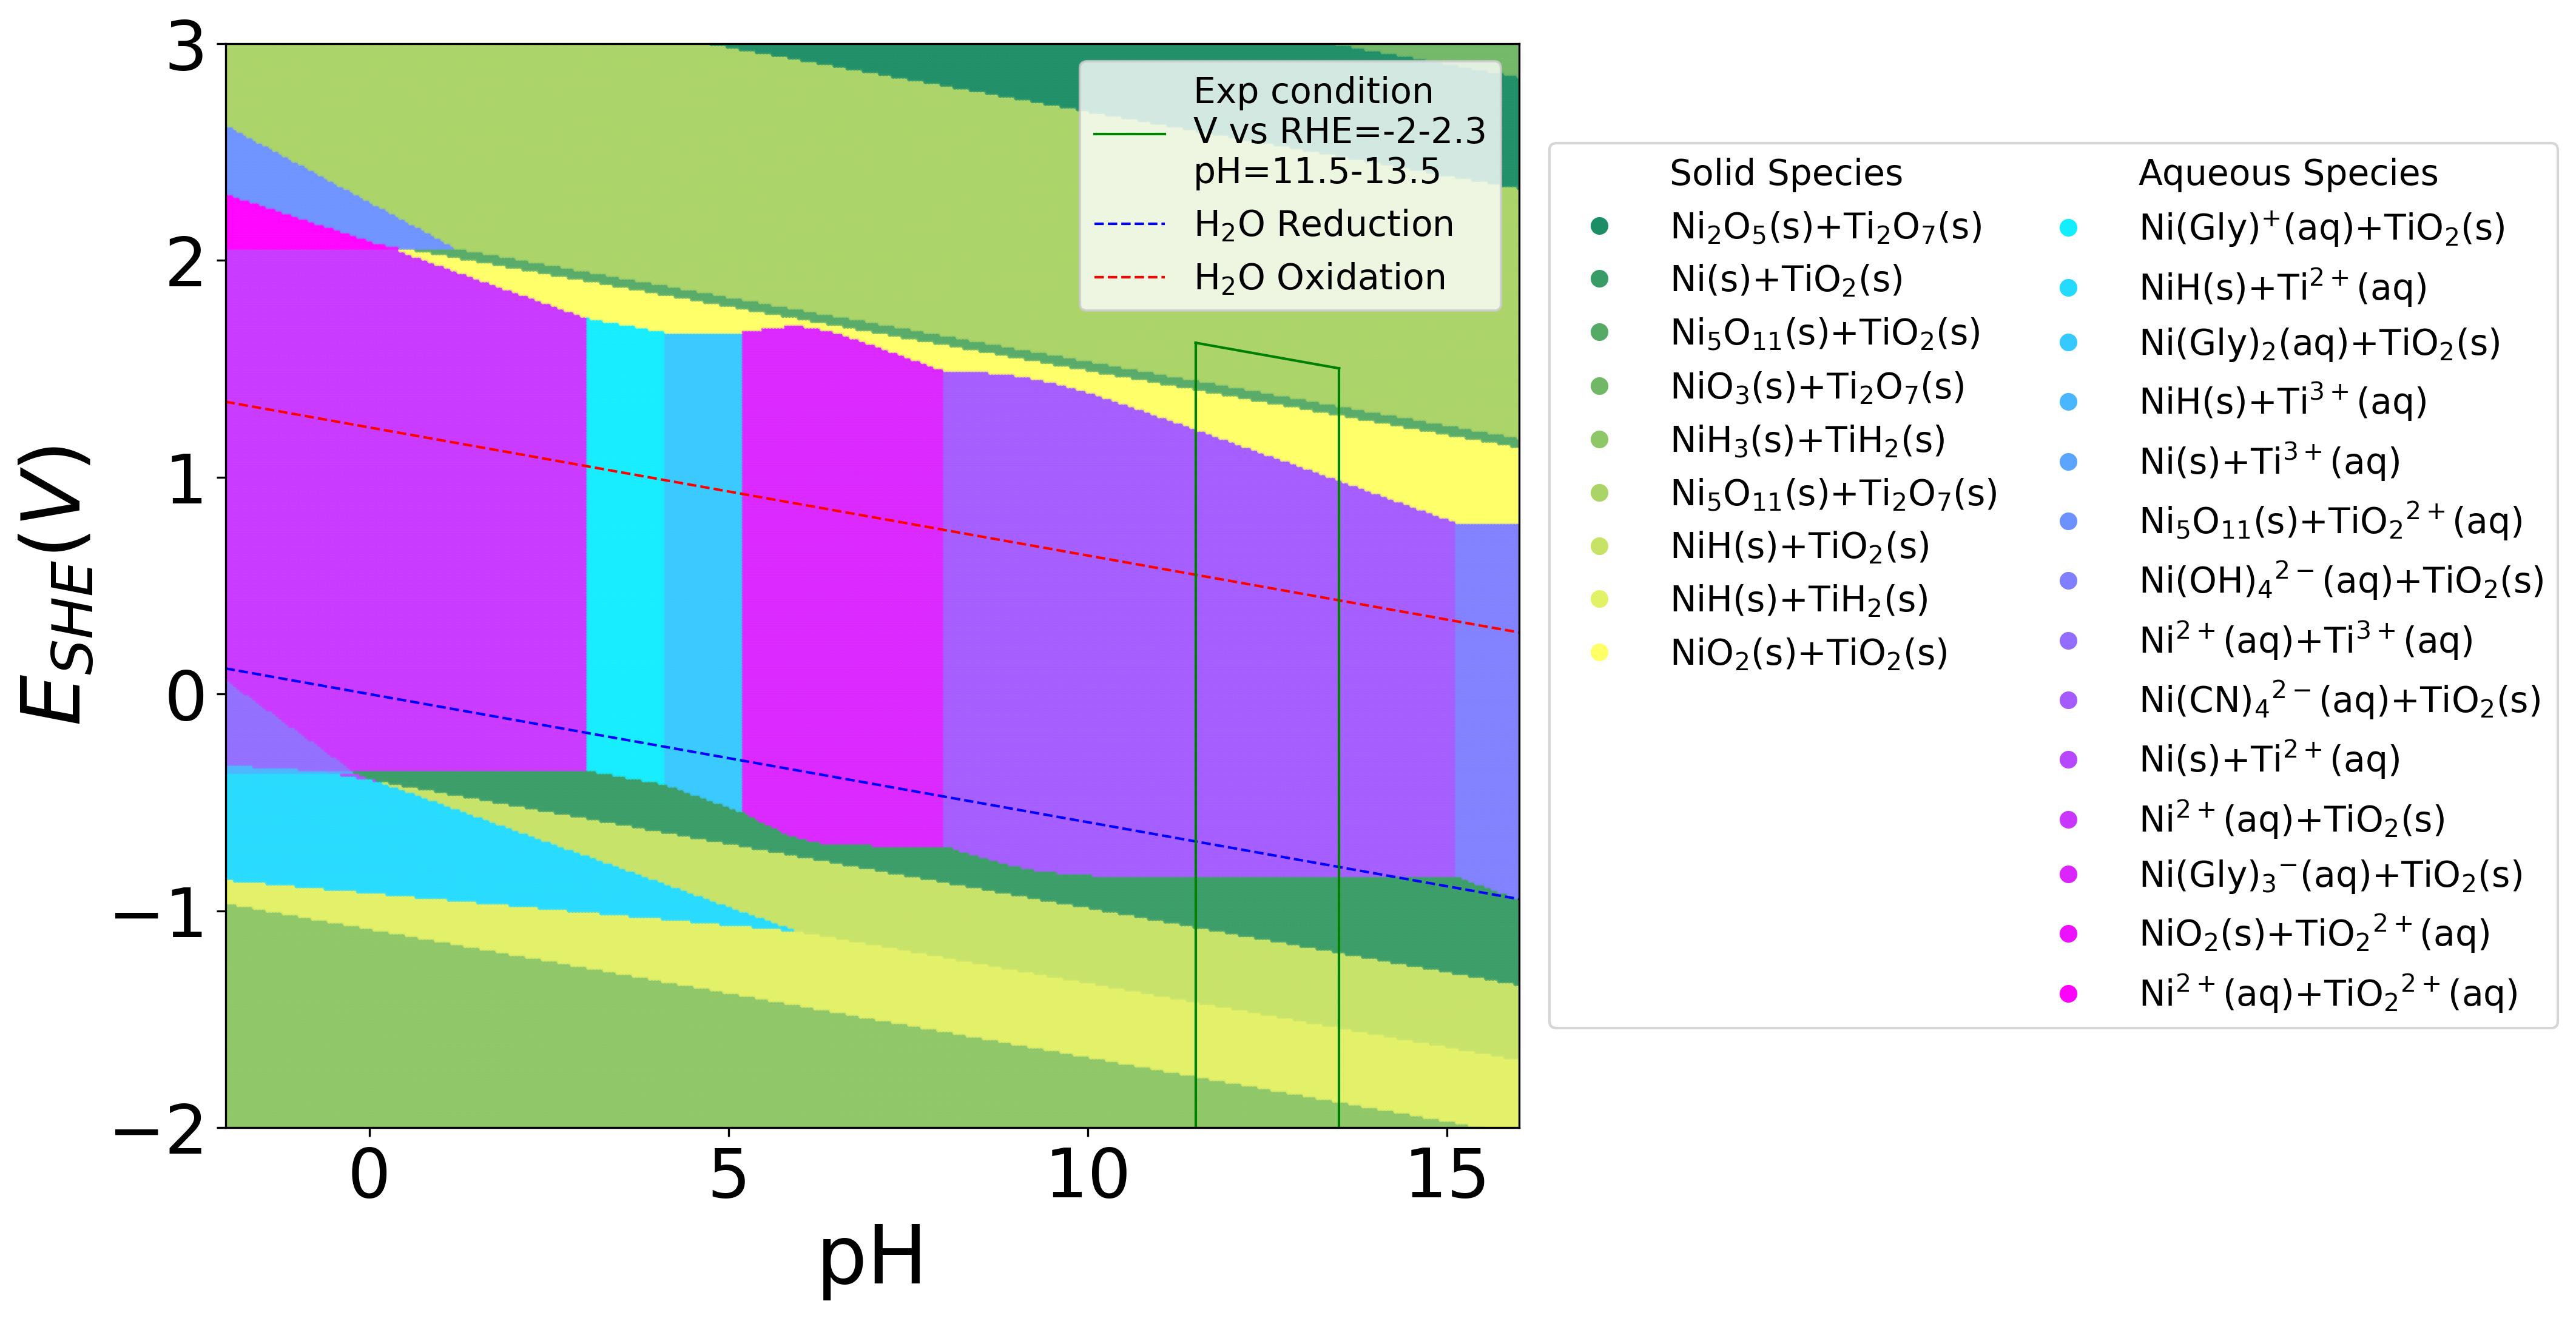 3
2
1
0
−1
−2
E_SHE(V)
0
5
10
15
pH
Exp condition
V vs RHE=-2-2.3
pH=11.5-13.5
H₂O Reduction
H₂O Oxidation
Solid Species
Ni₂O₅(s)+Ti₂O₇(s)
Ni(s)+TiO₂(s)
Ni₅O₁₁(s)+TiO₂(s)
NiO₃(s)+Ti₂O₇(s)
NiH₃(s)+TiH₂(s)
Ni₅O₁₁(s)+Ti₂O₇(s)
NiH(s)+TiO₂(s)
NiH(s)+TiH₂(s)
NiO₂(s)+TiO₂(s)
Aqueous Species
Ni(Gly)⁺(aq)+TiO₂(s)
NiH(s)+Ti²⁺(aq)
Ni(Gly)₂(aq)+TiO₂(s)
NiH(s)+Ti³⁺(aq)
Ni(s)+Ti³⁺(aq)
Ni₅O₁₁(s)+TiO₂²⁺(aq)
Ni(OH)₄²⁻(aq)+TiO₂(s)
Ni²⁺(aq)+Ti³⁺(aq)
Ni(CN)₄²⁻(aq)+TiO₂(s)
Ni(s)+Ti²⁺(aq)
Ni²⁺(aq)+TiO₂(s)
Ni(Gly)₃⁻(aq)+TiO₂(s)
NiO₂(s)+TiO₂²⁺(aq)
Ni²⁺(aq)+TiO₂²⁺(aq)